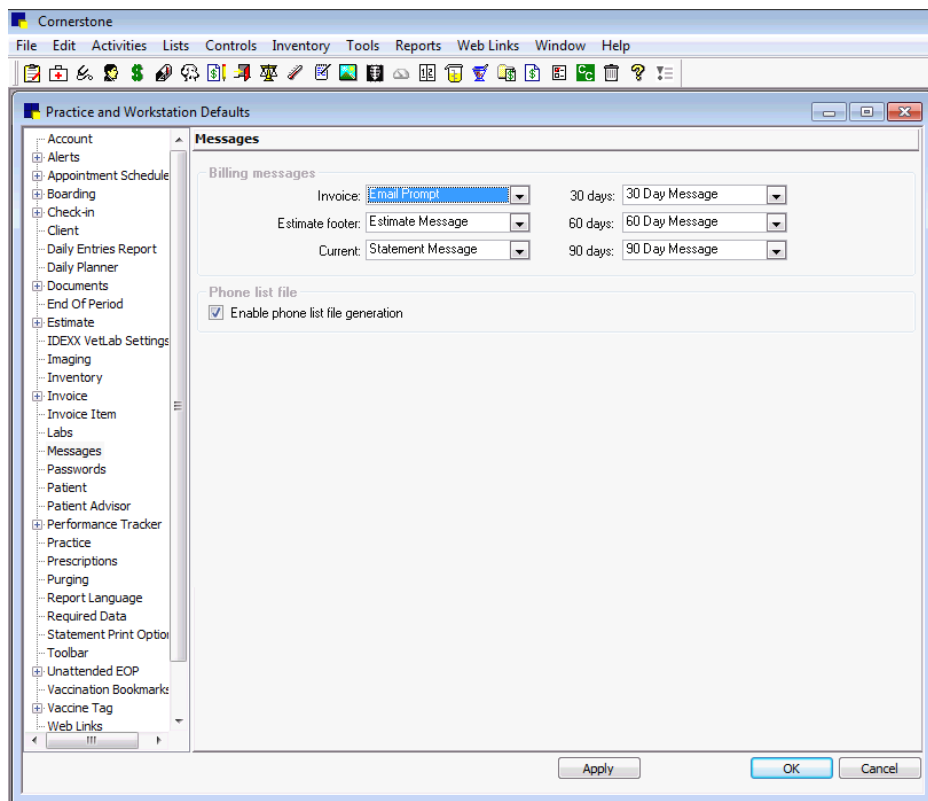 Cornerstone
File Edit Activities Lists Controls Inventory Tools Reports Web Links Window Help
Practice and Workstation Defaults
Account
Alerts
Appointment Schedule
Boarding
Check-in
Client
Daily Entries Report
Daily Planner
Documents
End Of Period
Estimate
IDEXX VetLab Settings
Imaging
Inventory
Invoice
Invoice Item
Labs
Messages
Passwords
Patient
Patient Advisor
Performance Tracker
Practice
Prescriptions
Purging
Report Language
Required Data
Statement Print Option
Toolbar
Unattended EOP
Vaccination Bookmarks
Vaccine Tag
Web Links
Messages
Billing messages
Invoice: Email Prompt 30 days: 30 Day Message
Estimate footer: Estimate Message 60 days: 60 Day Message
Current: Statement Message 90 days: 90 Day Message
Phone list file
Enable phone list file generation
Apply OK Cancel